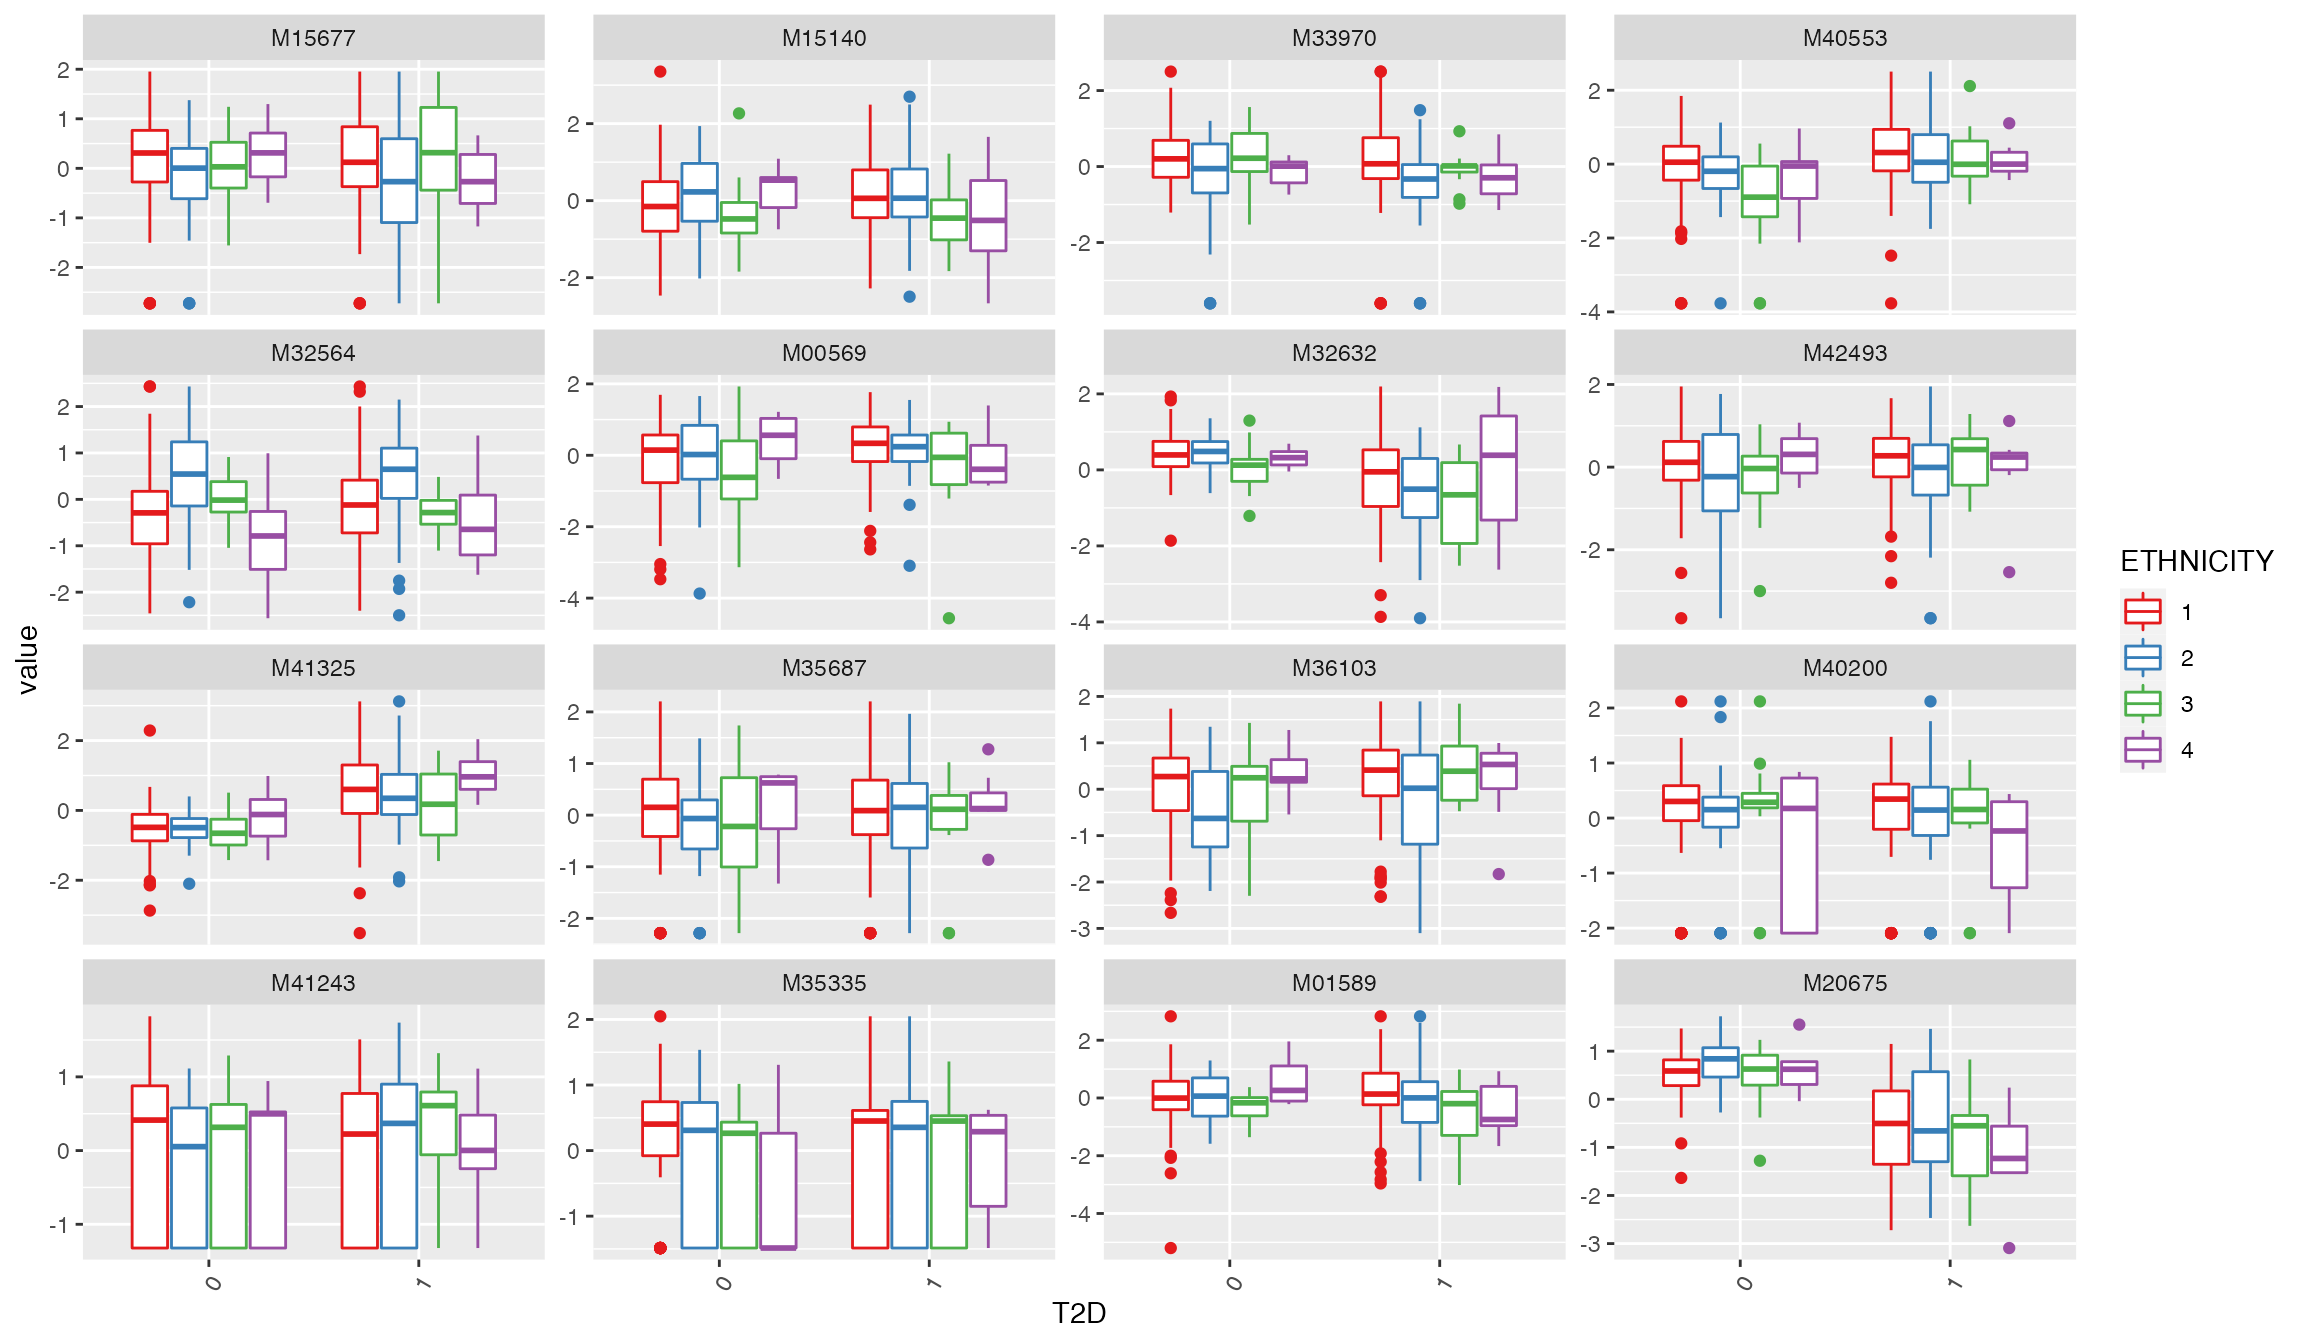 M15677 M15140 M33970 M40553
2 1 0 -1 -2
2 0 -2
2 0 -2
2 0 -2 -4
M32564 M00569 M32632 M42493
2 1 0 -1 -2
2 0 -2 -4
2 0 -2 -4
2 0 -2
M41325 M35687 M36103 M40200
2 0 -2
2 1 0 -1 -2
2 1 0 -1 -2 -3
2 1 0 -1 -2
M41243 M35335 M01589 M20675
1 0 -1
2 1 0 -1
2 0 -2 -4
1 0 -1 -2 -3
0 1 0 1 0 1 0 1
value
T2D
ETHNICITY
1
2
3
4